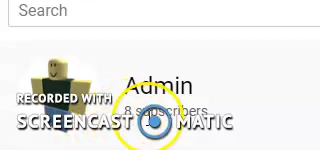 Search
Admin
RECORDED WITH
8 subscribers
SCREENCAST MATIC